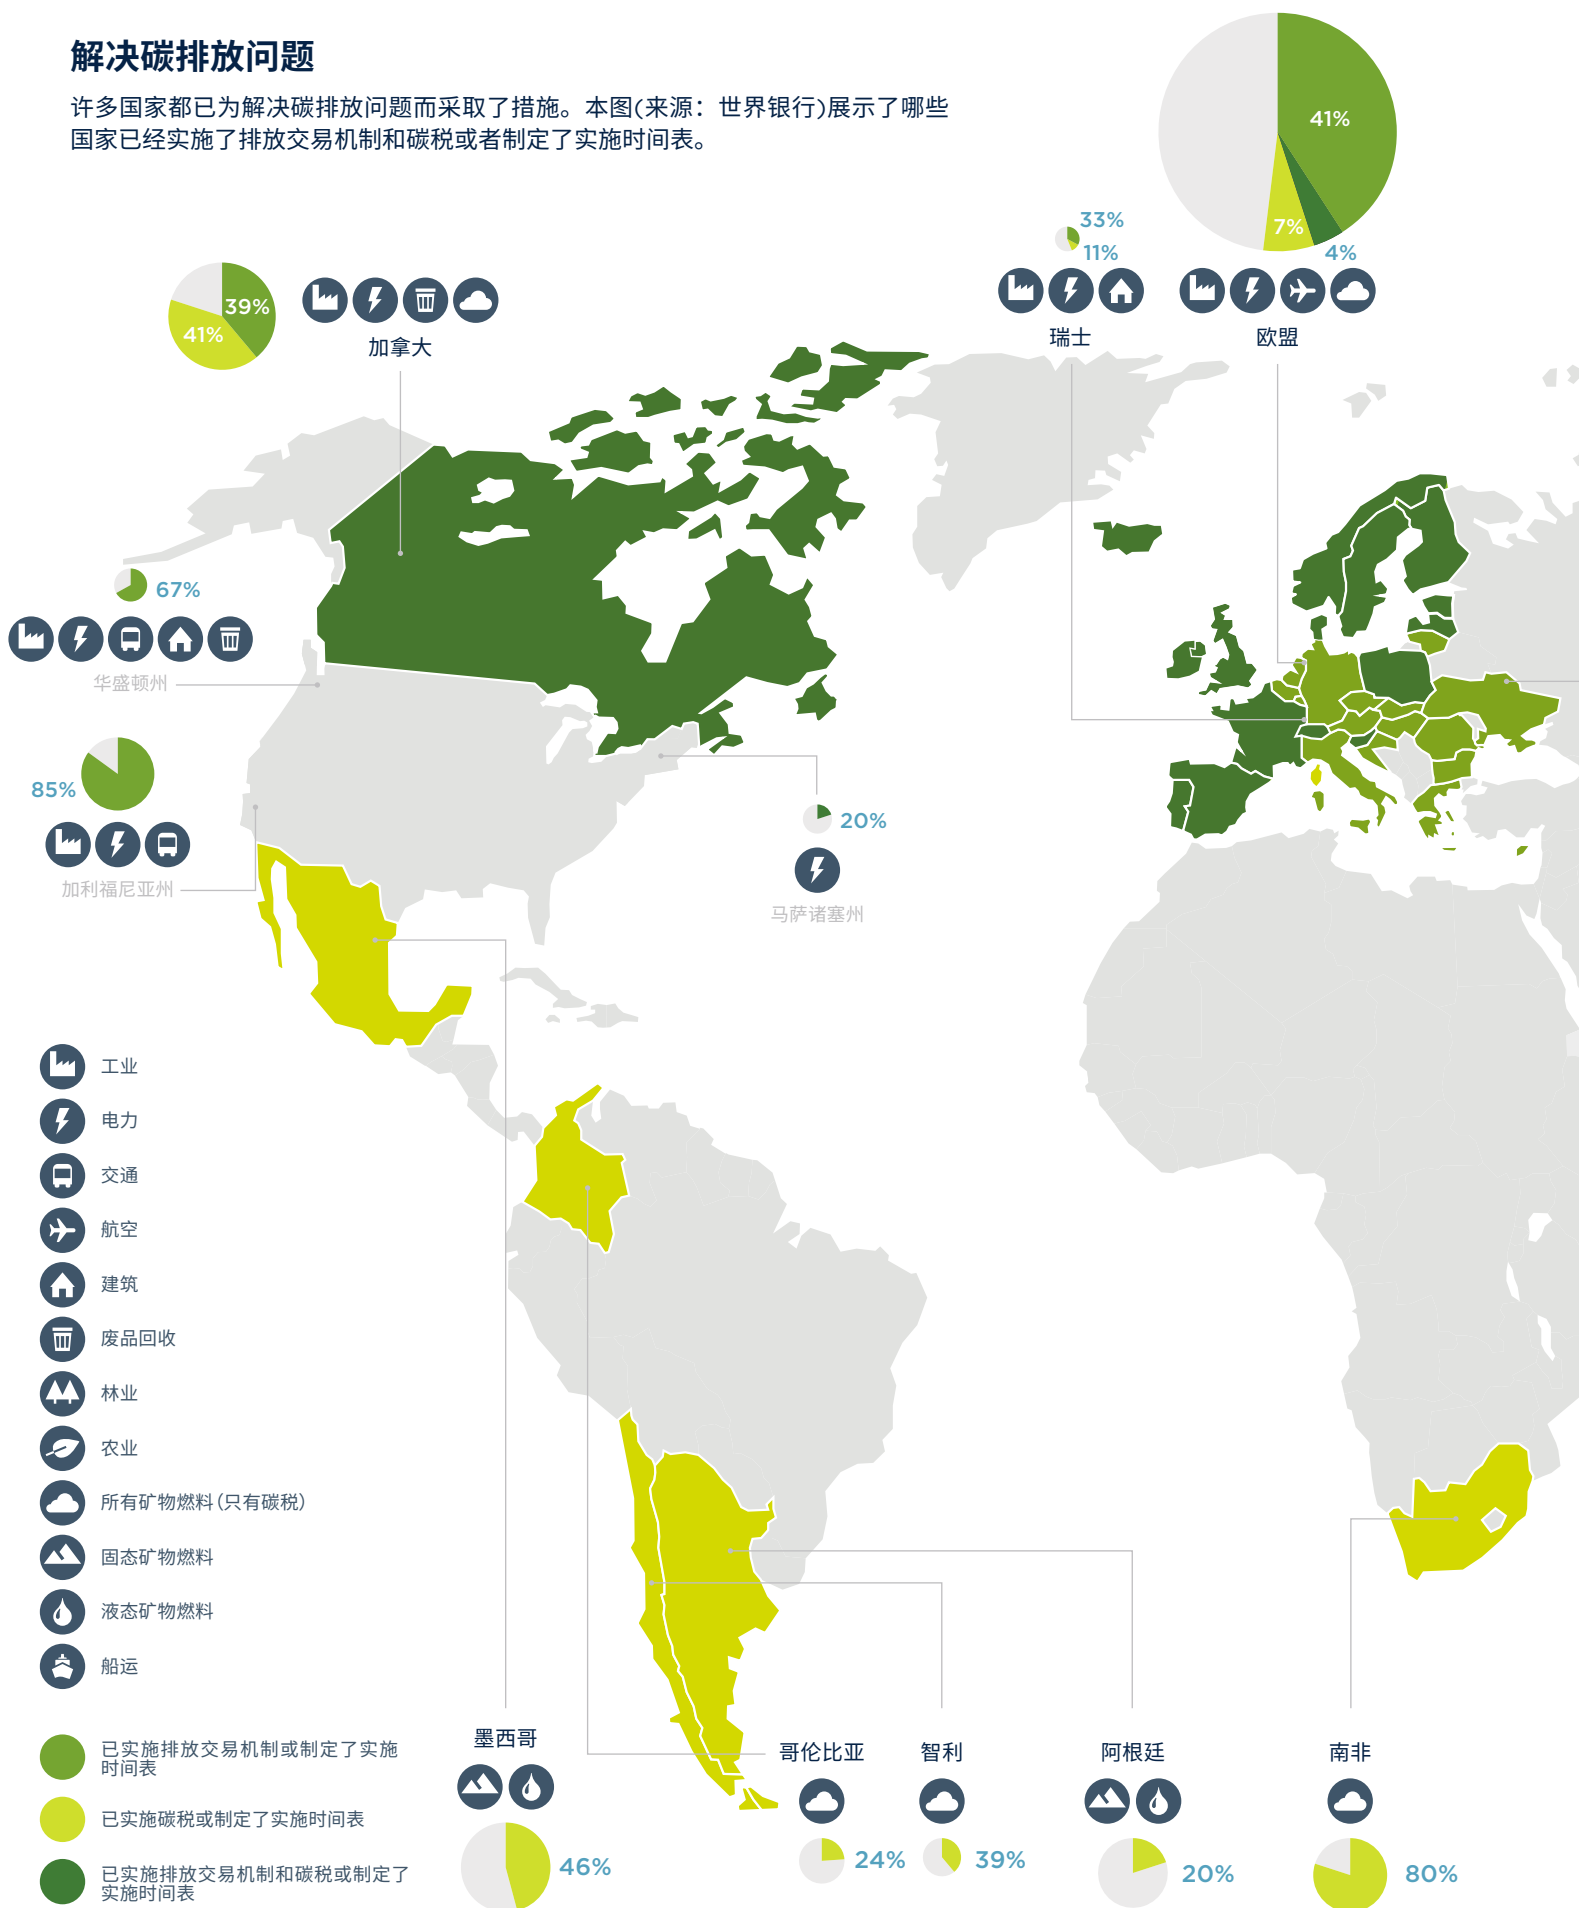 解决碳排放问题
许多国家都已为解决碳排放问题而采取了措施。本图(来源：世界银行)展示了哪些
国家已经实施了排放交易机制和碳税或者制定了实施时间表。
41%
7%
4%
欧盟
33%
11%
瑞士
39%
41%
加拿大
67%
华盛顿州
85%
加利福尼亚州
20%
马萨诸塞州
工业
电力
交通
航空
建筑
废品回收
林业
农业
所有矿物燃料(只有碳税)
固态矿物燃料
液态矿物燃料
船运
已实施排放交易机制或制定了实施
时间表
已实施碳税或制定了实施时间表
已实施排放交易机制和碳税或制定了
实施时间表
墨西哥
46%
哥伦比亚
24%
智利
39%
阿根廷
20%
南非
80%